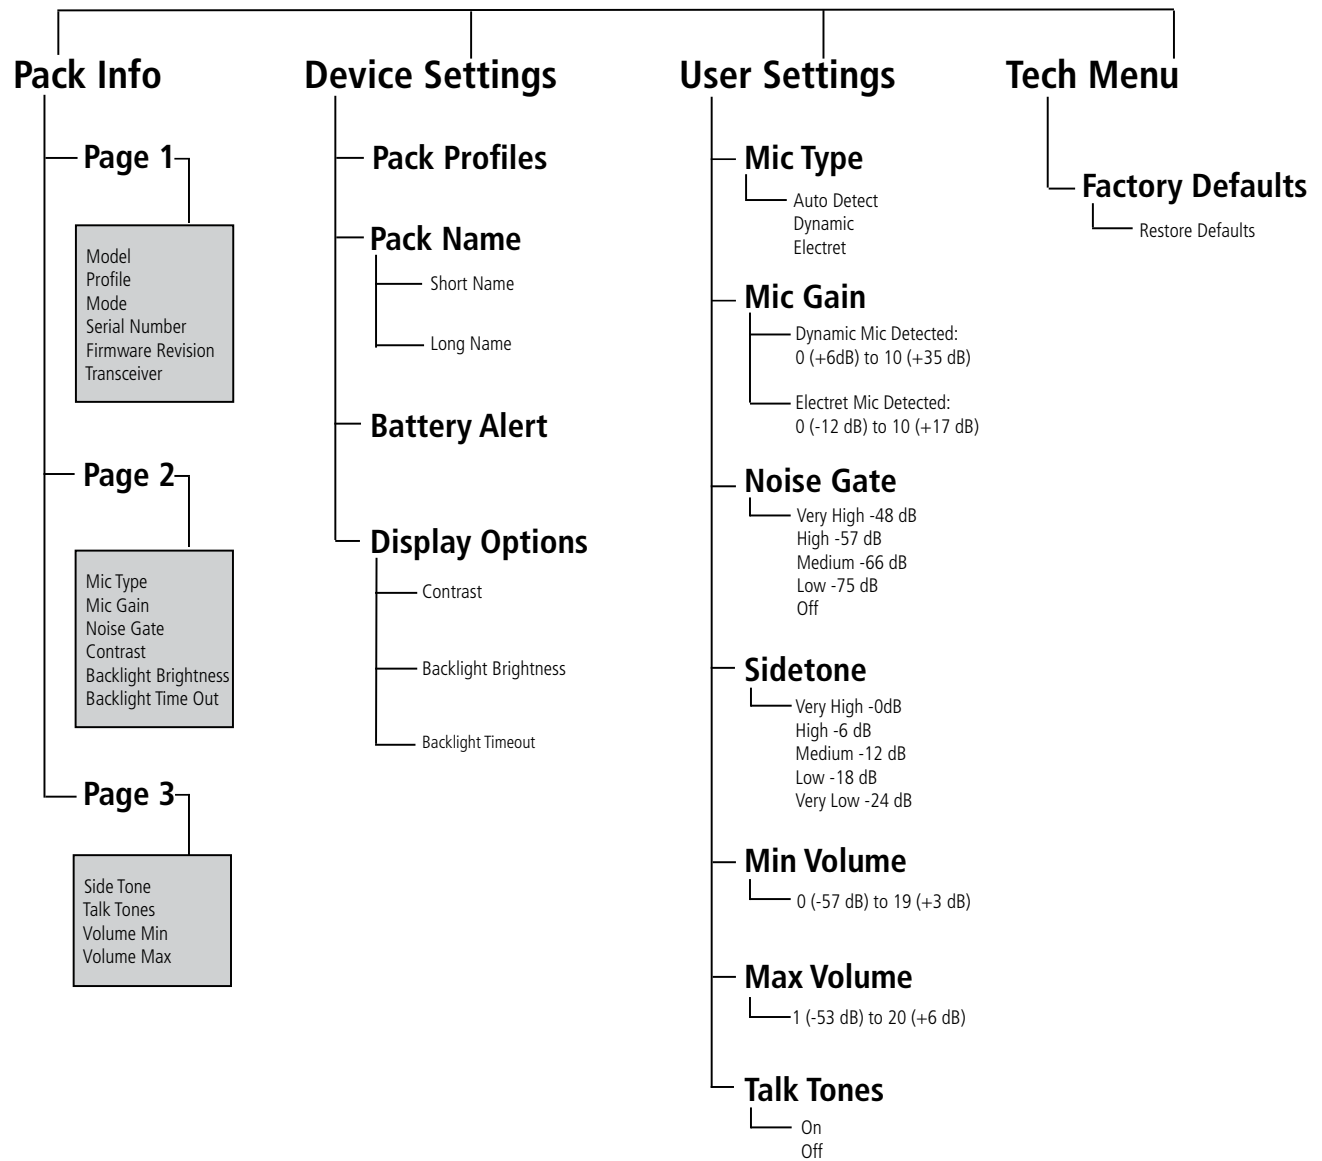 Pack Info
Page 1
Model
Profile
Mode
Serial Number
Firmware Revision
Transceiver
Page 2
Mic Type
Mic Gain
Noise Gate
Contrast
Backlight Brightness
Backlight Time Out
Page 3
Side Tone
Talk Tones
Volume Min
Volume Max
Device Settings
Pack Profiles
Pack Name
Short Name
Long Name
Battery Alert
Display Options
Contrast
Backlight Brightness
Backlight Timeout
User Settings
Mic Type
Auto Detect
Dynamic
Electret
Mic Gain
Dynamic Mic Detected:
0 (+6dB) to 10 (+35 dB)
Electret Mic Detected:
0 (-12 dB) to 10 (+17 dB)
Noise Gate
Very High -48 dB
High -57 dB
Medium -66 dB
Low -75 dB
Off
Sidetone
Very High -0dB
High -6 dB
Medium -12 dB
Low -18 dB
Very Low -24 dB
Min Volume
0 (-57 dB) to 19 (+3 dB)
Max Volume
1 (-53 dB) to 20 (+6 dB)
Talk Tones
On
Off
Tech Menu
Factory Defaults
Restore Defaults